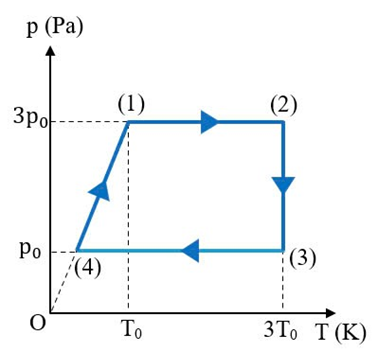 p (Pa)
(1)
(2)
3p₀
p₀
(4)
(3)
O
T₀
3T₀
T (K)